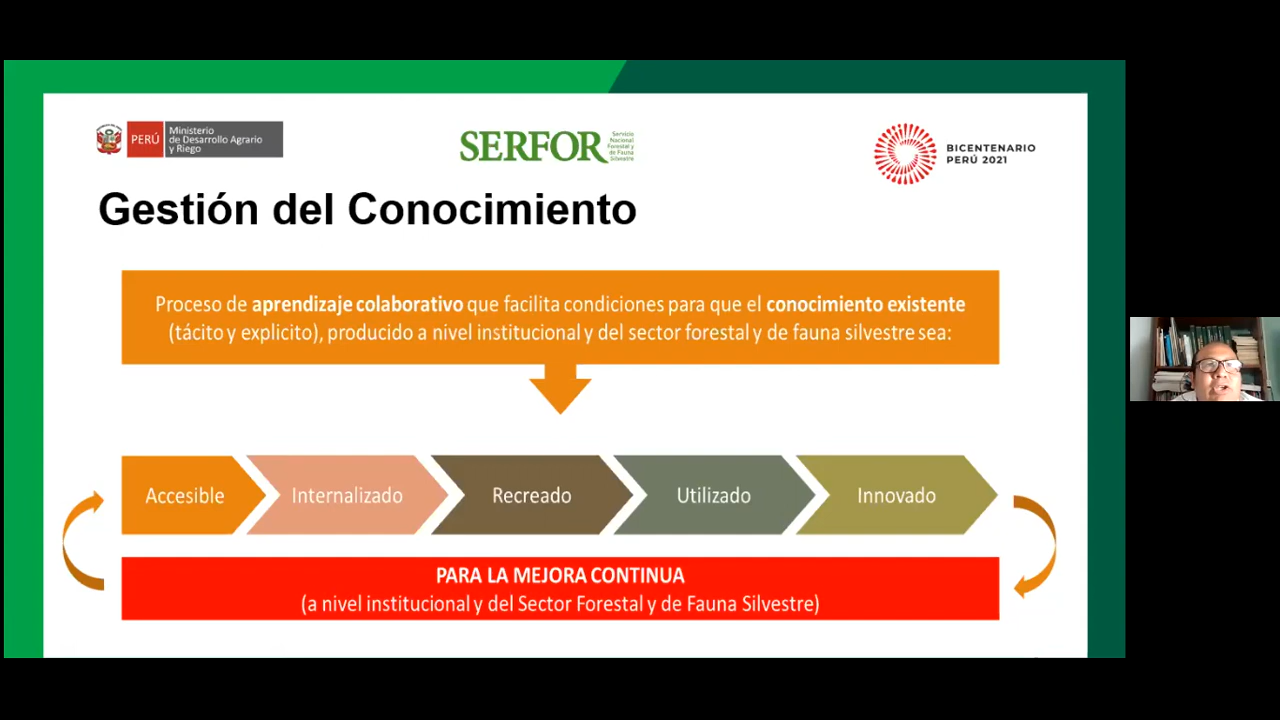 PERÚ
Ministerio
de Desarrollo Agrario
y Riego
SERFOR
Servicio
Nacional
Forestal y
de Fauna
Silvestre
BICENTENARIO
PERÚ 2021
Gestión del Conocimiento
Proceso de aprendizaje colaborativo que facilita condiciones para que el conocimiento existente
(tácito y explicito), producido a nivel institucional y del sector forestal y de fauna silvestre sea:
Accesible
Internalizado
Recreado
Utilizado
Innovado
PARA LA MEJORA CONTINUA
(a nivel institucional y del Sector Forestal y de Fauna Silvestre)